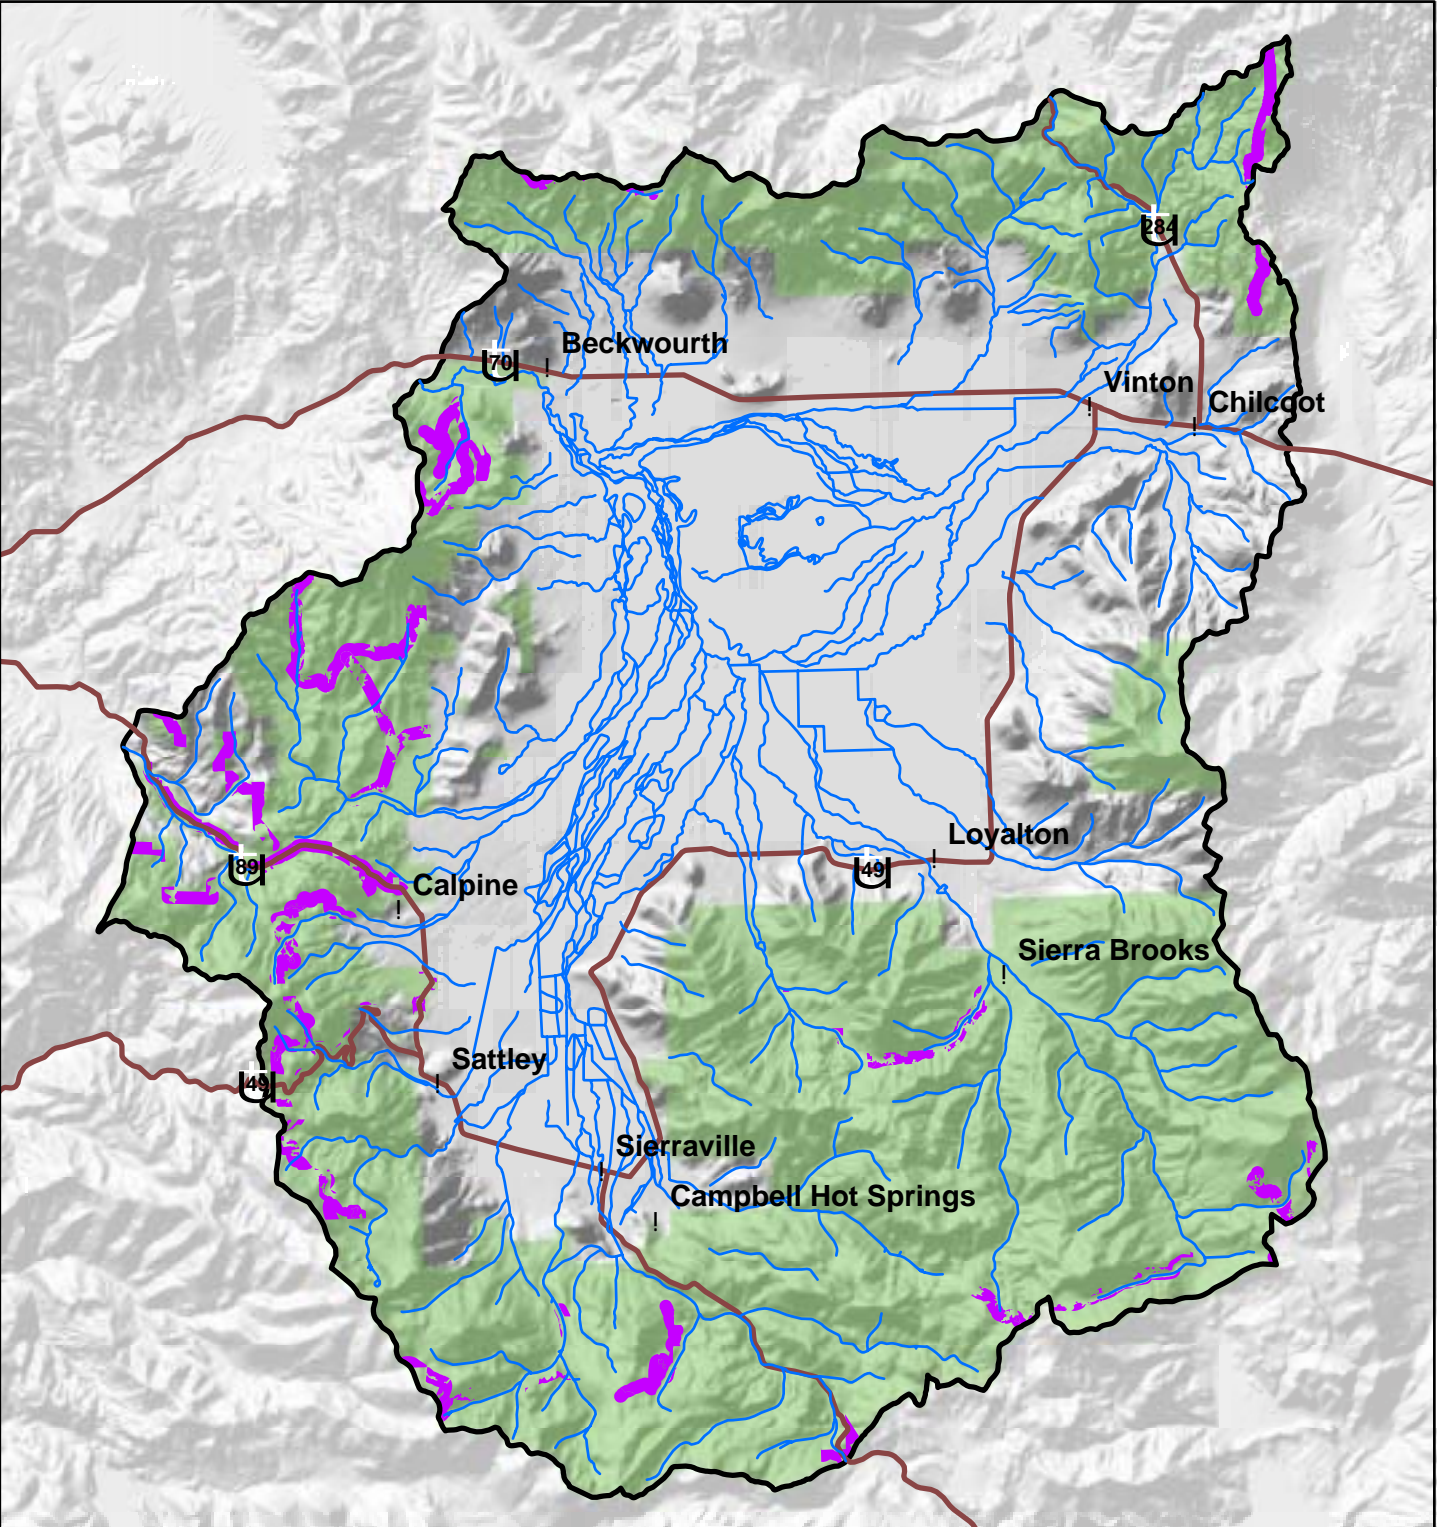 284
Beckwourth
70
Vinton
Chilcoot
Loyalton
89
49
Calpine
Sierra Brooks
Sattley
49
Sierraville
Campbell Hot Springs